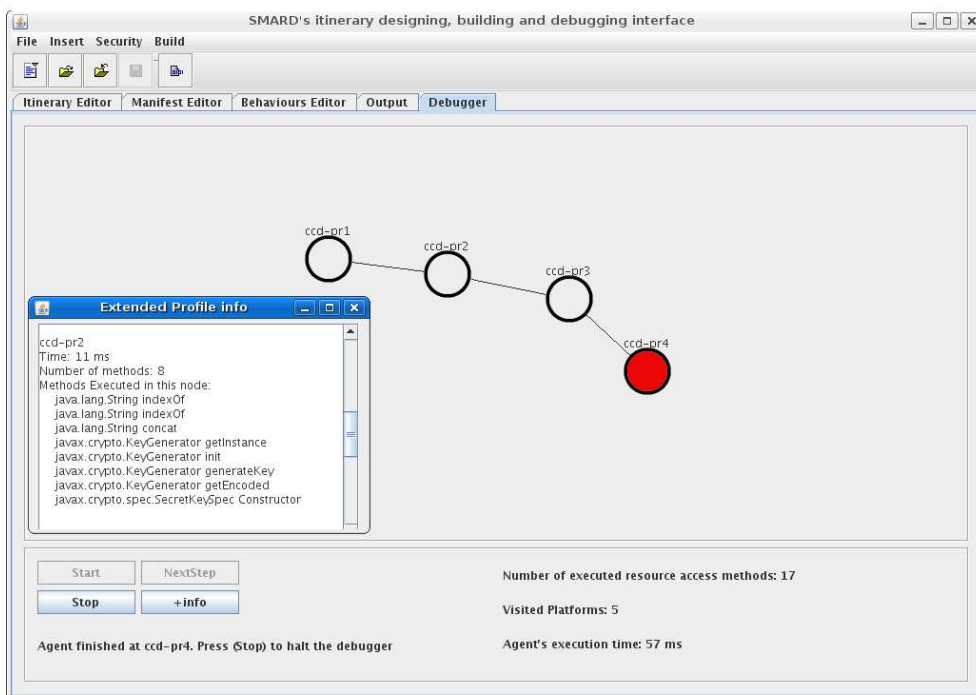 SMARD's itinerary designing, building and debugging interface
File Insert Security Build
Itinerary Editor Manifest Editor Behaviours Editor Output Debugger
ccd-pr1
ccd-pr2
ccd-pr3
ccd-pr4
Extended Profile info
ccd-pr2
Time: 11 ms
Number of methods: 8
Methods Executed in this node:
java.lang.String indexOf
java.lang.String indexOf
java.lang.String concat
javax.crypto.KeyGenerator getInstance
javax.crypto.KeyGenerator init
javax.crypto.KeyGenerator generateKey
javax.crypto.KeyGenerator getEncoded
javax.crypto.spec.SecretKeySpec Constructor
Start NextStep
Stop +info
Agent finished at ccd-pr4. Press (Stop) to halt the debugger
Number of executed resource access methods: 17
Visited Platforms: 5
Agent's execution time: 57 ms